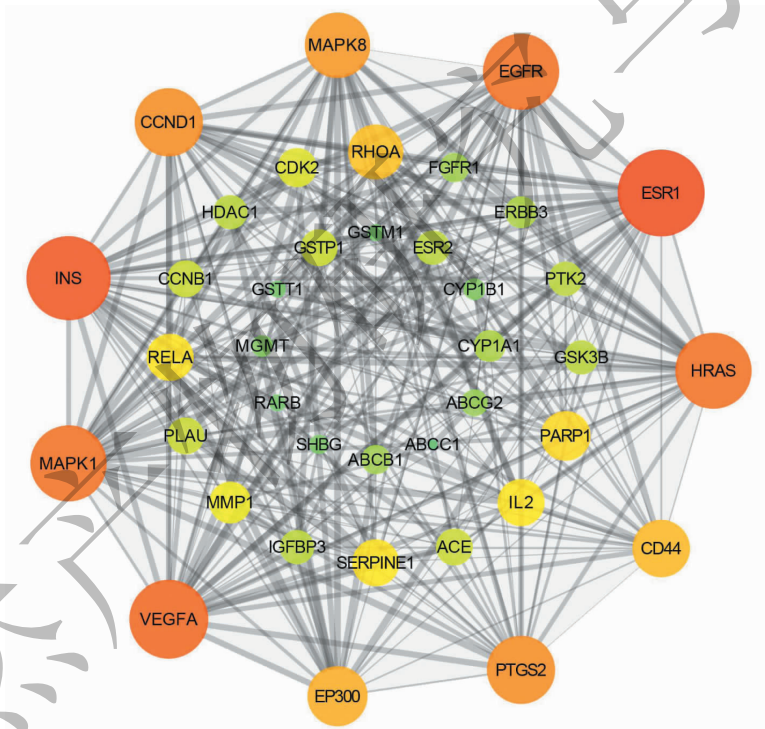 MAPK8
EGFR
CCND1
RHOA
CDK2
FGFR1
ESR1
HDAC1
ERBB3
GSTM1
GSTP1
ESR2
INS
CCNB1
PTK2
GSTT1
CYP1B1
RELA
MGMT
CYP1A1
GSK3B
HRAS
RARB
ABCG2
PLAU
PARP1
SHBG
ABCC1
MAPK1
ABCB1
MMP1
IL2
IGFBP3
ACE
CD44
SERPINE1
VEGFA
PTGS2
EP300